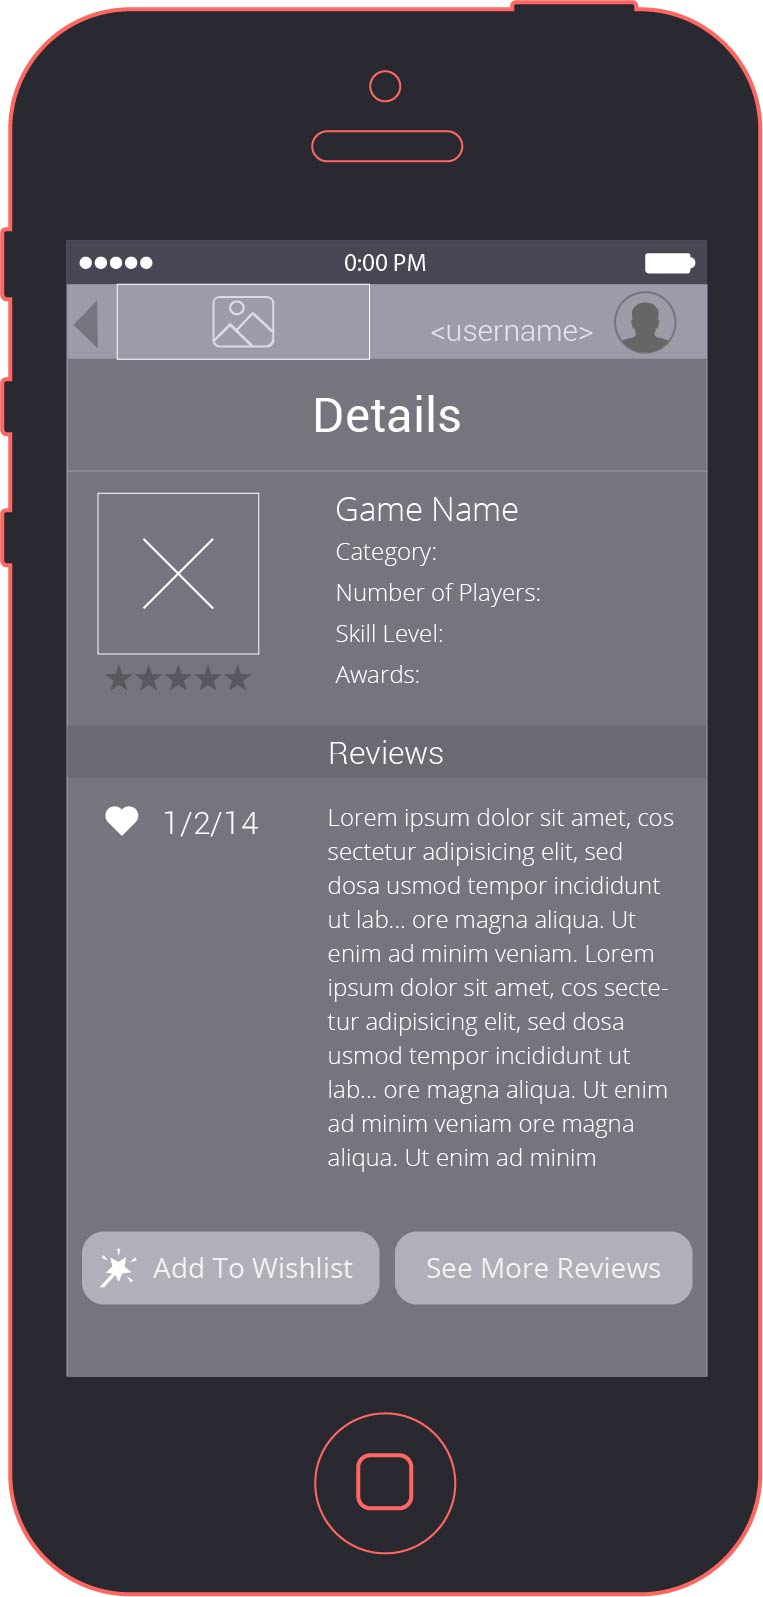 0:00 PM
<username>
Details
Game Name
Category:
Number of Players:
Skill Level:
Awards:
Reviews
1/2/14
Lorem ipsum dolor sit amet, cos
sectetur adipisicing elit, sed
dosa usmod tempor incididunt
ut lab... ore magna aliqua. Ut
enim ad minim veniam. Lorem
ipsum dolor sit amet, cos secte-
tur adipisicing elit, sed dosa
usmod tempor incididunt ut
lab... ore magna aliqua. Ut enim
ad minim veniam ore magna
aliqua. Ut enim ad minim
Add To Wishlist
See More Reviews